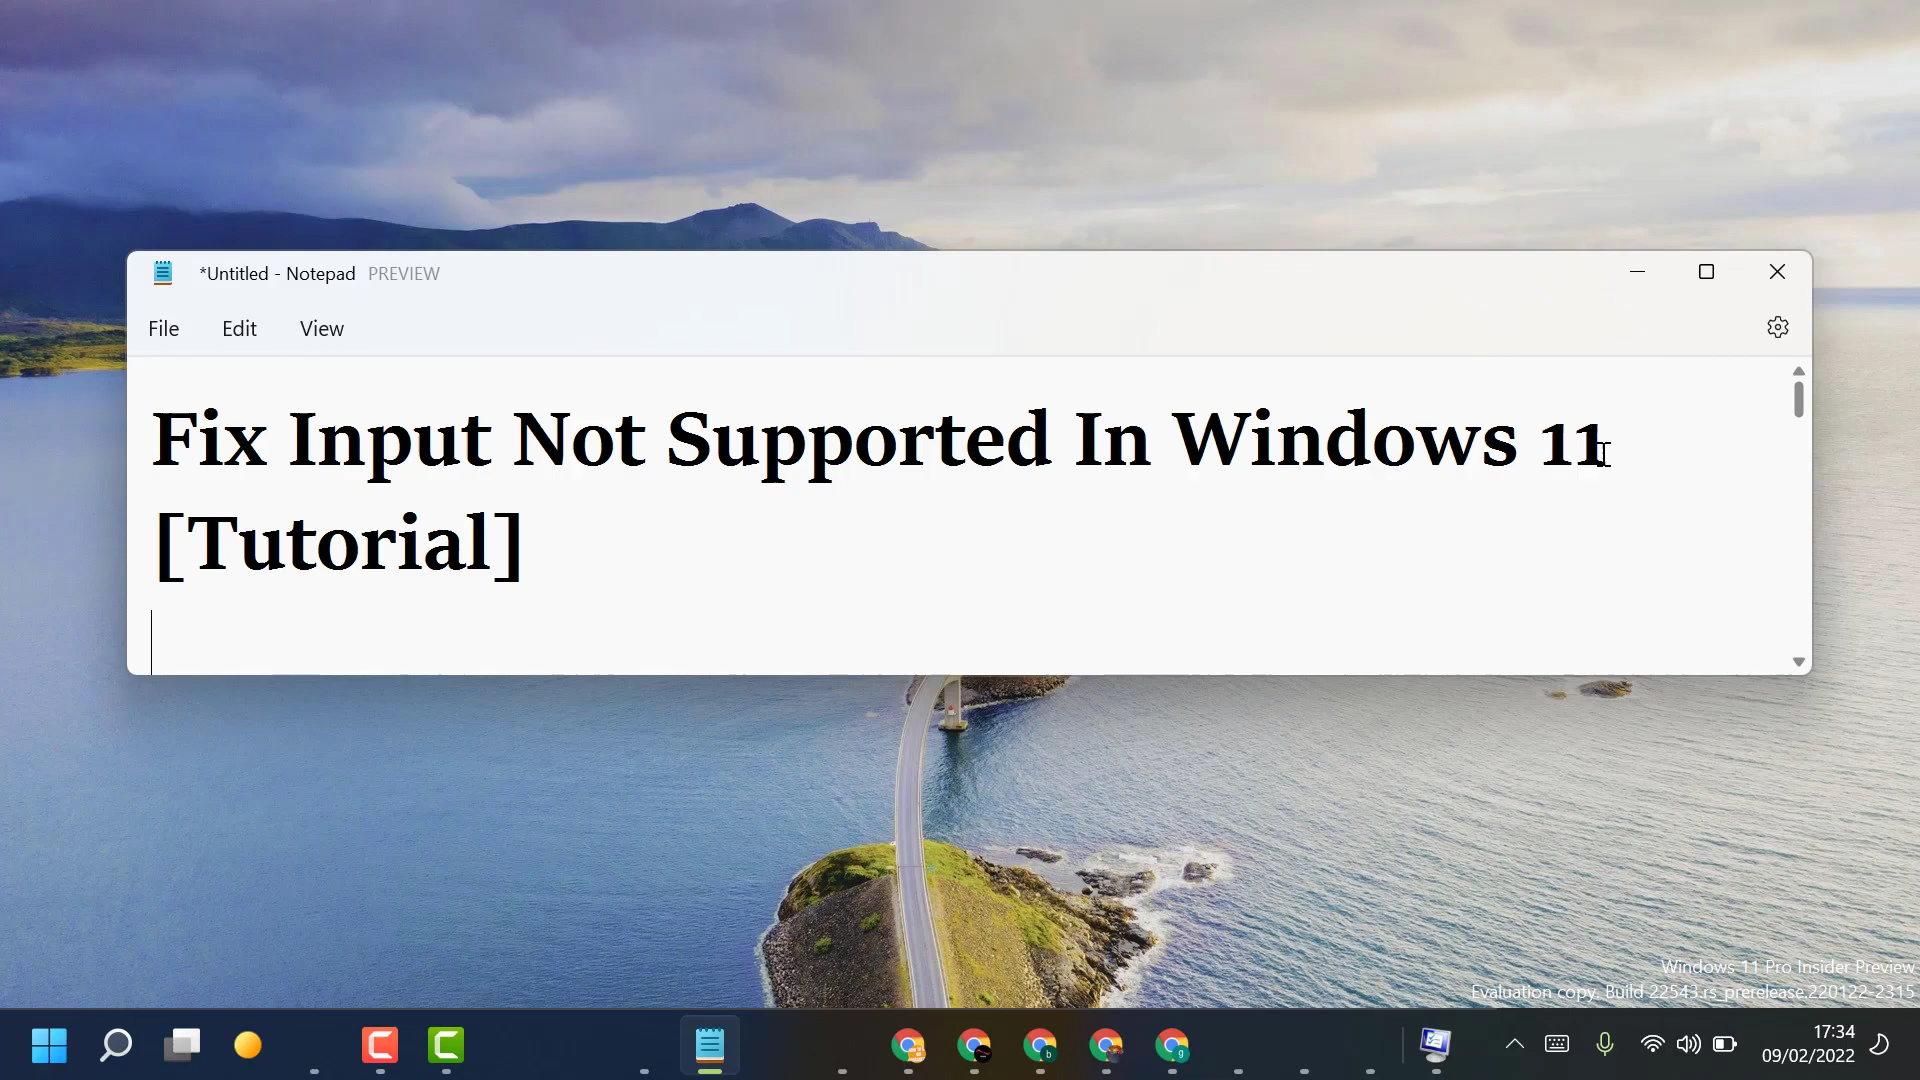 *Untitled - Notepad PREVIEW
File Edit View
Fix Input Not Supported In Windows 11
[Tutorial]
Windows 11 Pro Insider Preview
Evaluation copy. Build 22543.rs_prerelease.220122-2315
17:34
09/02/2022